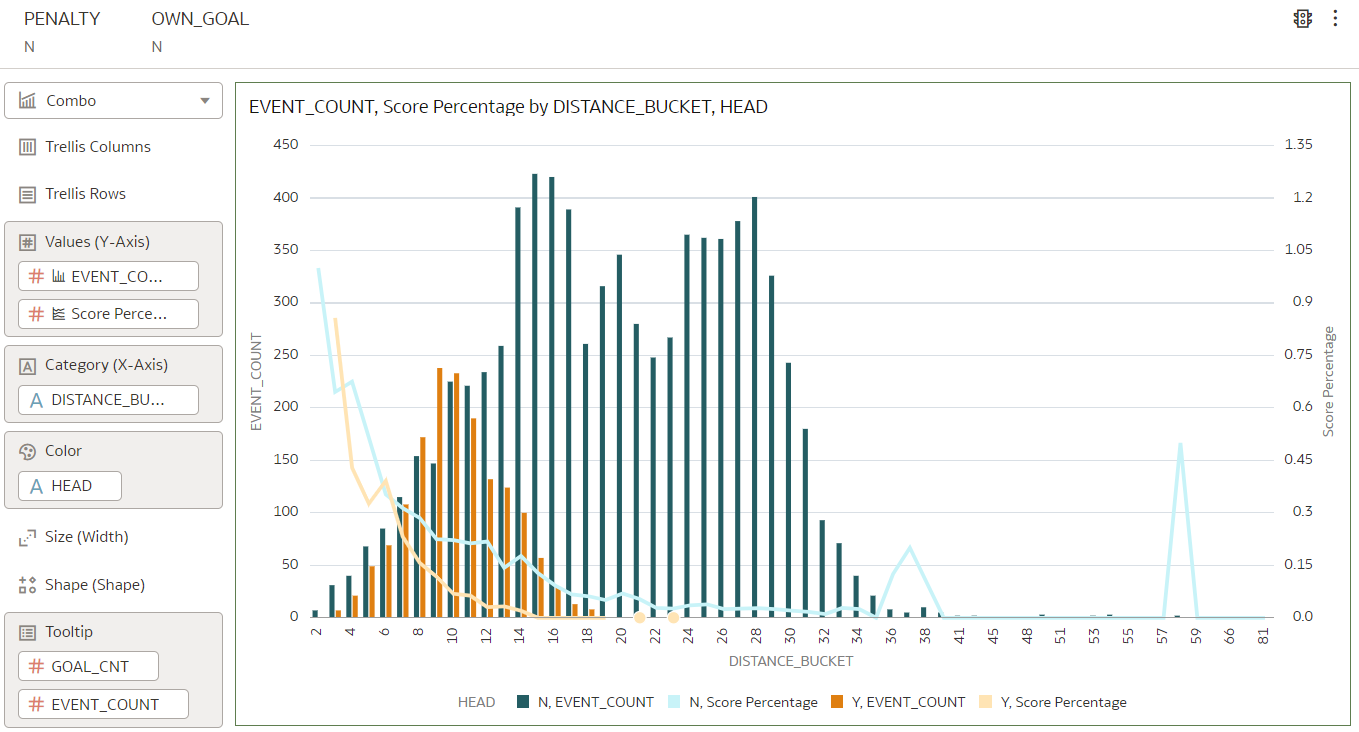 PENALTY
OWN_GOAL
N
N
Combo
Trellis Columns
Trellis Rows
Values (Y-Axis)
# EVENT_CO...
# Score Perce...
Category (X-Axis)
A DISTANCE_BU...
Color
A HEAD
Size (Width)
Shape (Shape)
Tooltip
# GOAL_CNT
# EVENT_COUNT
EVENT_COUNT, Score Percentage by DISTANCE_BUCKET, HEAD
EVENT_COUNT
450
400
350
300
250
200
150
100
50
0
1.35
1.2
1.05
0.9
0.75
0.6
0.45
0.3
0.15
0.0
Score Percentage
2 4 6 8 10 12 14 16 18 20 22 24 26 28 30 32 34 36 38 41 45 48 51 53 55 57 59 66 81
DISTANCE_BUCKET
HEAD N, EVENT_COUNT N, Score Percentage Y, EVENT_COUNT Y, Score Percentage